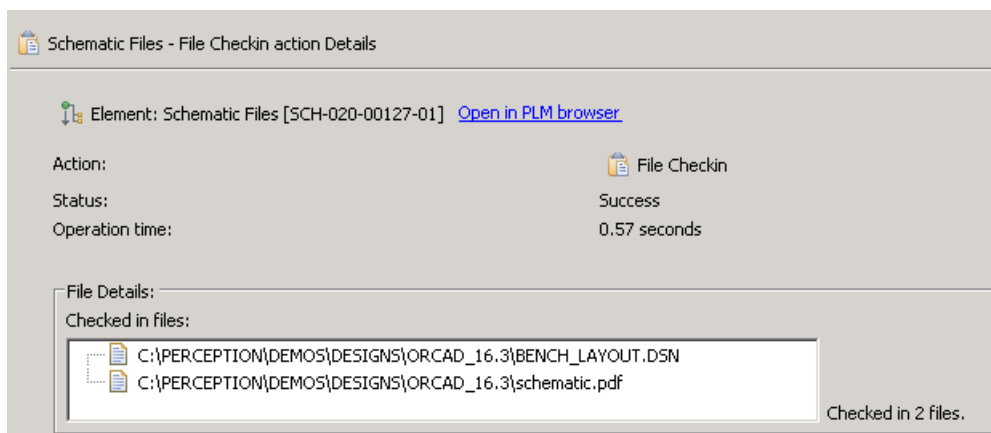 Schematic Files - File Checkin action Details
Element: Schematic Files [SCH-020-00127-01] Open in PLM browser
Action: File Checkin
Status: Success
Operation time: 0.57 seconds
File Details:
Checked in files:
C:\PERCEPTION\DEMOS\DESIGNS\ORCAD_16.3\BENCH_LAYOUT.DSN
C:\PERCEPTION\DEMOS\DESIGNS\ORCAD_16.3\schematic.pdf
Checked in 2 files.